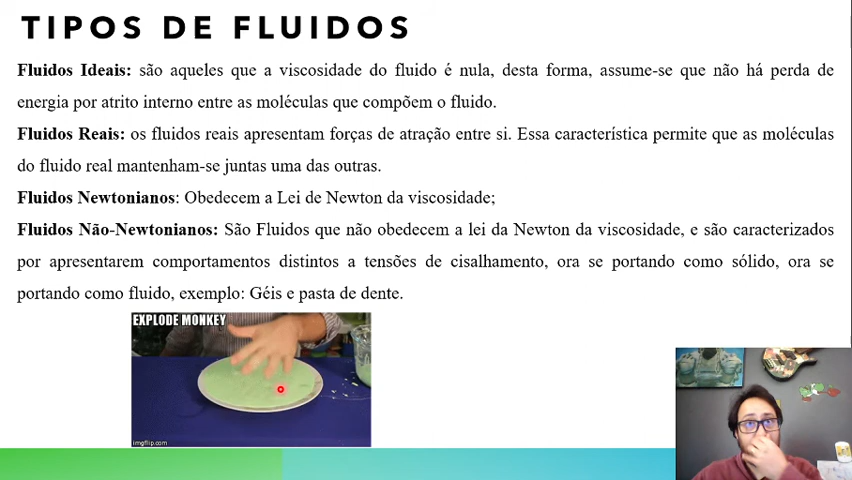 TIPOS DE FLUIDOS
Fluidos Ideais: são aqueles que a viscosidade do fluido é nula, desta forma, assume-se que não há perda de
energia por atrito interno entre as moléculas que compõem o fluido.
Fluidos Reais: os fluidos reais apresentam forças de atração entre si. Essa característica permite que as moléculas
do fluido real mantenham-se juntas uma das outras.
Fluidos Newtonianos: Obedecem a Lei de Newton da viscosidade;
Fluidos Não-Newtonianos: São Fluidos que não obedecem a lei da Newton da viscosidade, e são caracterizados
por apresentarem comportamentos distintos a tensões de cisalhamento, ora se portando como sólido, ora se
portando como fluido, exemplo: Géis e pasta de dente.
EXPLODE MONKEY
imgflip.com